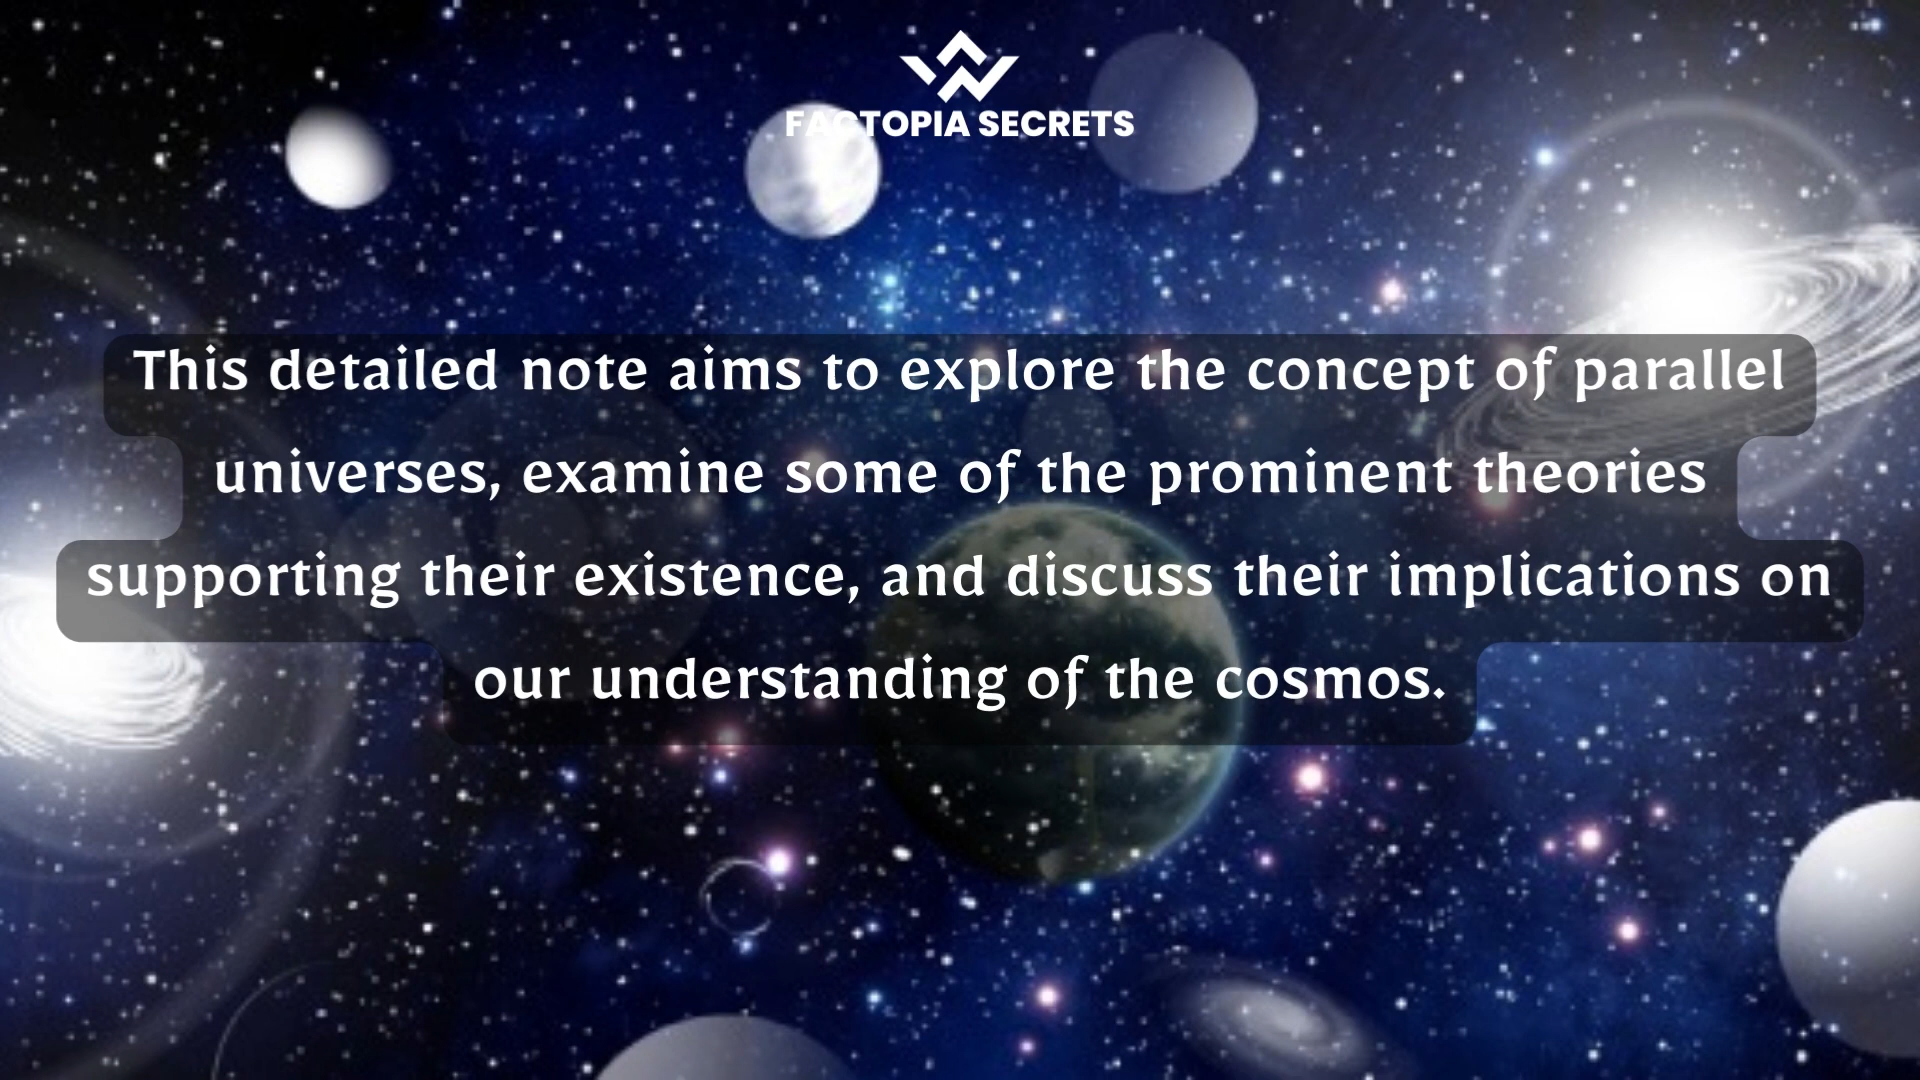 FACTOPIA SECRETS
This detailed note aims to explore the concept of parallel
universes, examine some of the prominent theories
supporting their existence, and discuss their implications on
our understanding of the cosmos.